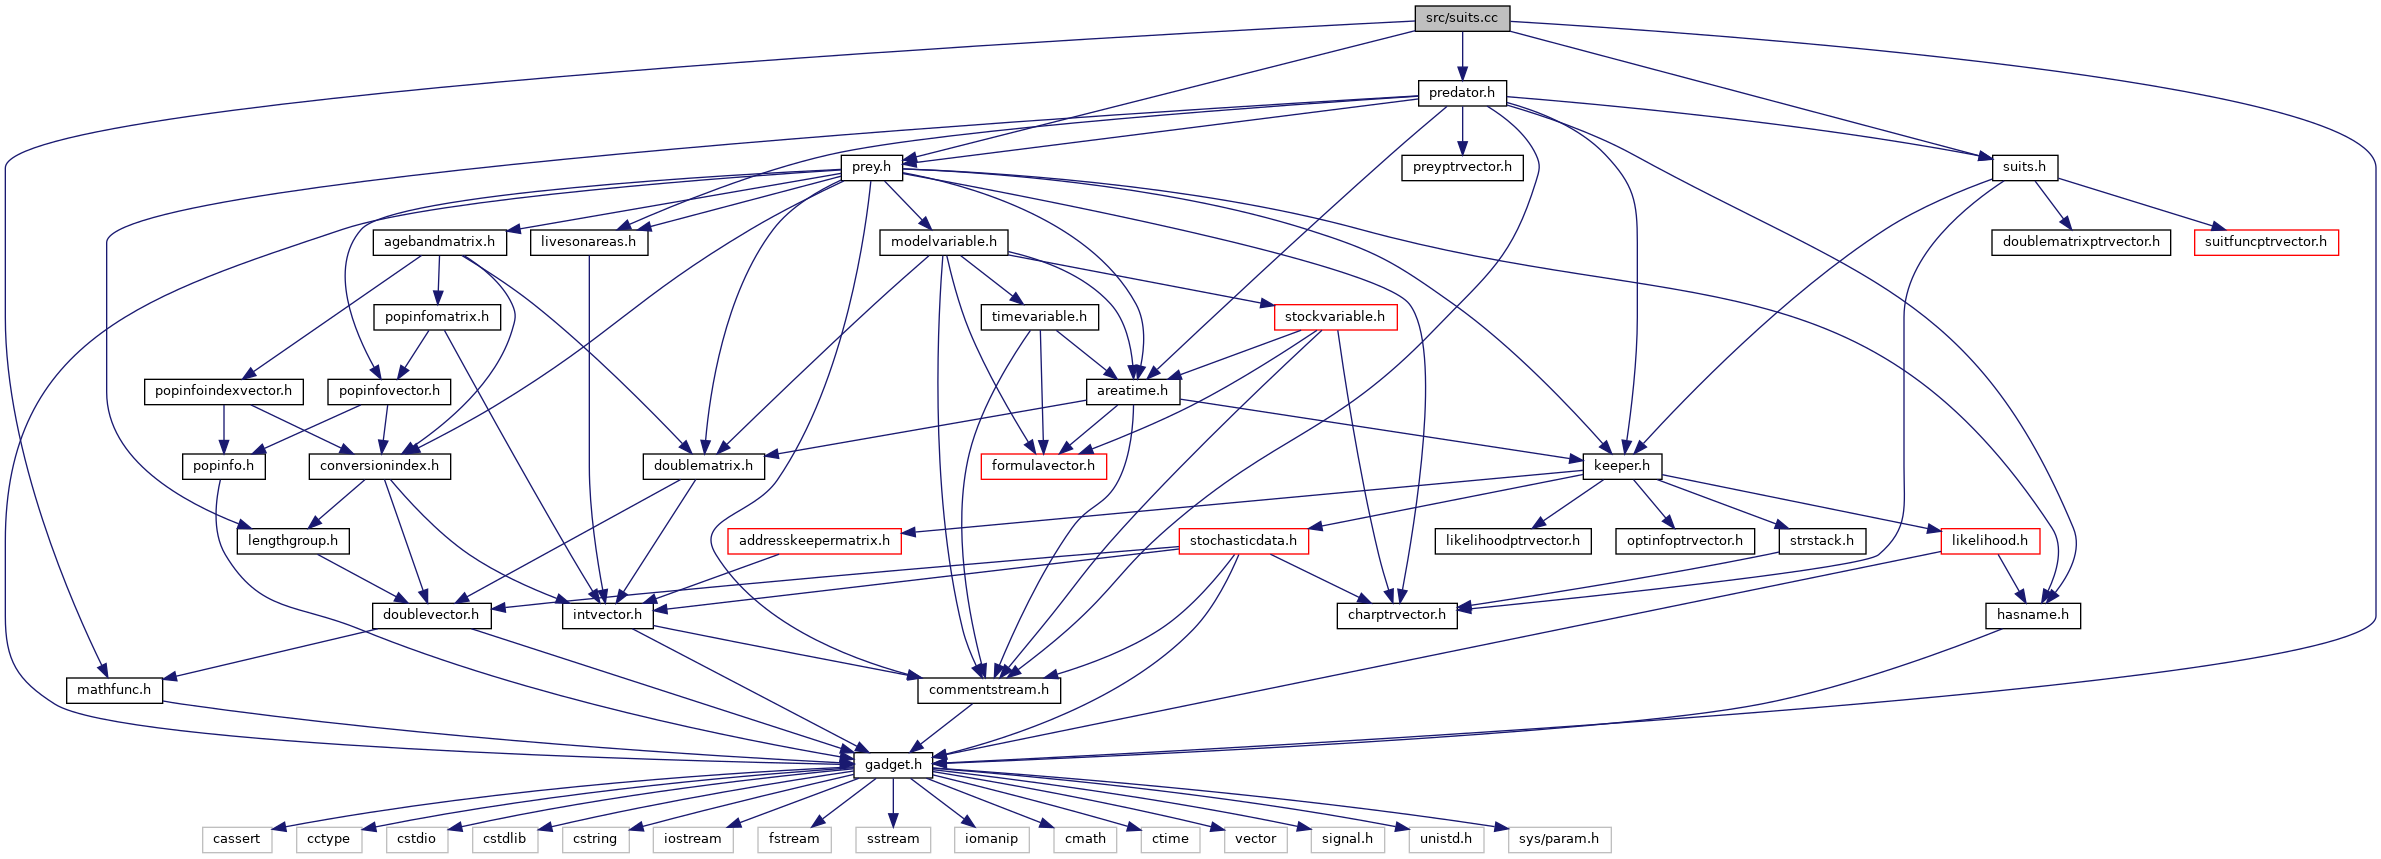 src/suits.cc
predator.h
prey.h
preyptrvector.h
suits.h
agebandmatrix.h
livesonareas.h
modelvariable.h
doublematrixptrvector.h
suitfuncptrvector.h
popinfomatrix.h
timevariable.h
stockvariable.h
popinfoindexvector.h
popinfovector.h
areatime.h
popinfo.h
conversionindex.h
doublematrix.h
formulavector.h
keeper.h
lengthgroup.h
addresskeepermatrix.h
stochasticdata.h
likelihoodptrvector.h
optinfoptrvector.h
strstack.h
likelihood.h
doublevector.h
intvector.h
charptrvector.h
hasname.h
mathfunc.h
commentstream.h
gadget.h
cassert
cctype
cstdio
cstdlib
cstring
iostream
fstream
sstream
iomanip
cmath
ctime
vector
signal.h
unistd.h
sys/param.h